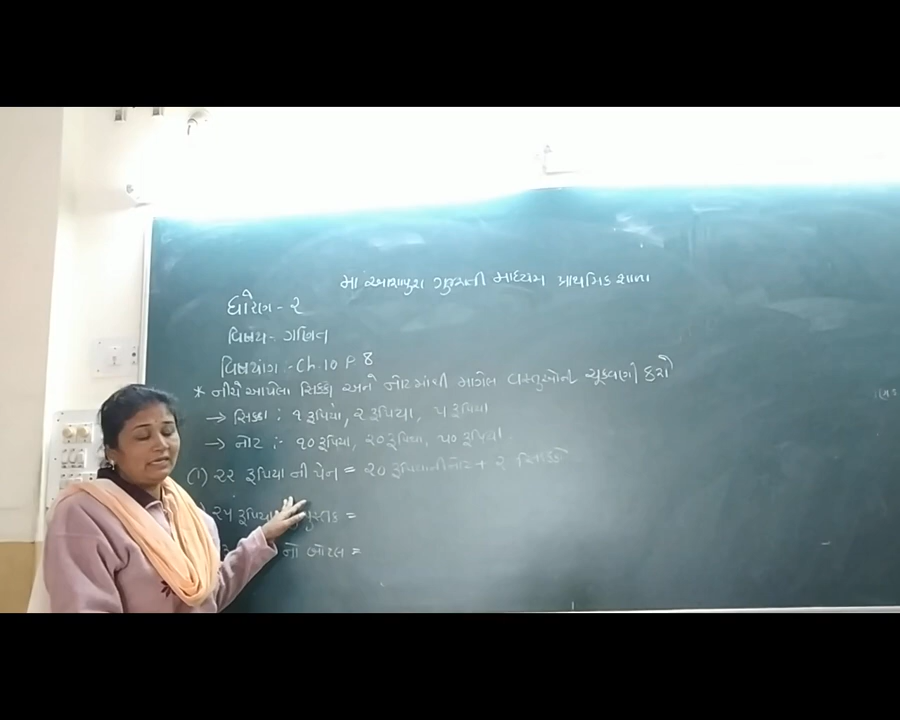 માં આશાપુરા ગુજરાતી માધ્યમ પ્રાથમિક શાળા
ધોરણ - ૨
વિષય - ગણિત
વિષયાંગ :- Ch. 10 P. 8
* નીચે આપેલા સિક્કા અને નોટમાંથી માગેલ વસ્તુઓની ચૂકવણી કરો
→ સિક્કા : ૧ રૂપિયા, ૨ રૂપિયા, ૫ રૂપિયા
→ નોટ :- ૧૦ રૂપિયા, ૨૦ રૂપિયા, ૫૦ રૂપિયા.
(1) ૨૨ રૂપિયા ની પેન = ૨૦ રૂપિયાની નોટ + ૨
૨૫ રૂપિયા પુસ્તક =
ની બોટલ =